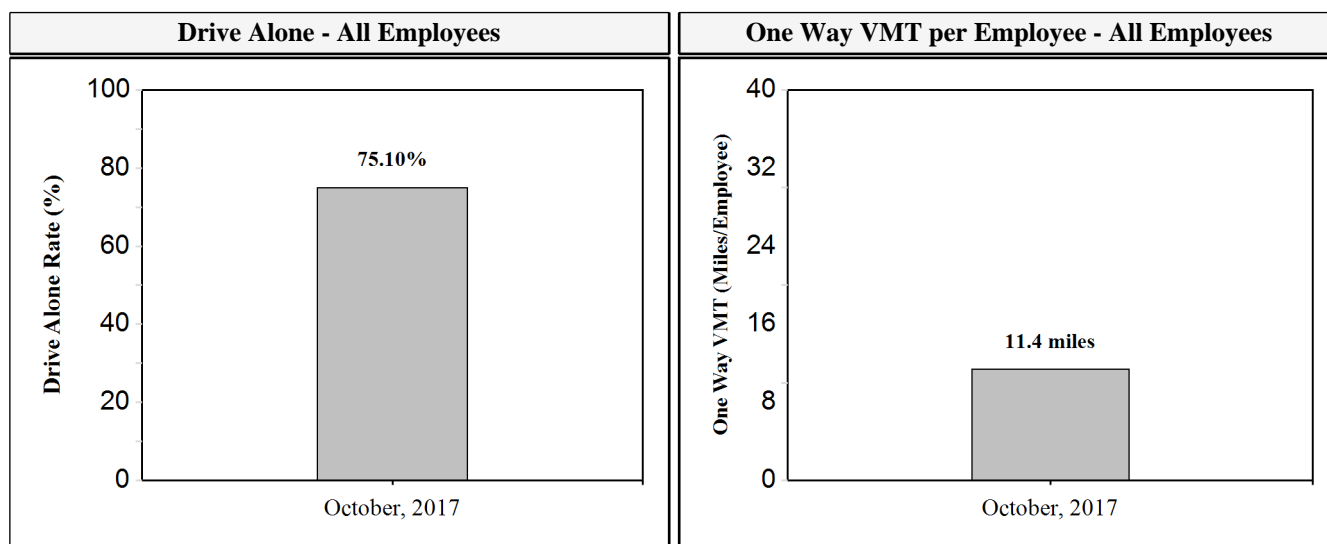 Drive Alone - All Employees
100
80
60
40
20
0
Drive Alone Rate (%)
75.10%
October, 2017
One Way VMT per Employee - All Employees
40
32
24
16
8
0
One Way VMT (Miles/Employee)
11.4 miles
October, 2017